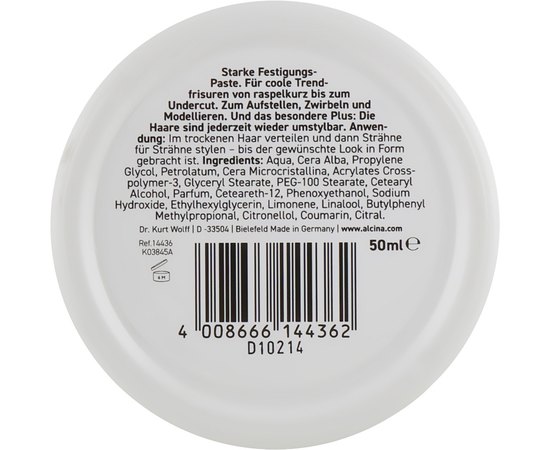 Starke Festigungs-
Paste. Für coole Trend-
frisuren von raspelkurz bis zum
Undercut. Zum Aufstellen, Zwirbeln und
Modellieren. Und das besondere Plus: Die
Haare sind jederzeit wieder umstylbar. Anwen-
dung: Im trockenen Haar verteilen und dann Strähne
für Strähne stylen – bis der gewünschte Look in Form
gebracht ist. Ingredients: Aqua, Cera Alba, Propylene
Glycol, Petrolatum, Cera Microcristallina, Acrylates Cross-
polymer-3, Glyceryl Stearate, PEG-100 Stearate, Cetearyl
Alcohol, Parfum, Ceteareth-12, Phenoxyethanol, Sodium
Hydroxide, Ethylhexylglycerin, Limonene, Linalool, Butylphenyl
Methylpropional, Citronellol, Coumarin, Citral.
Dr. Kurt Wolff | D -33504 | Bielefeld Made in Germany | www.alcina.com
Ref.14436
K03845A
50ml ℮
6 M
4 008666 144362
D10214